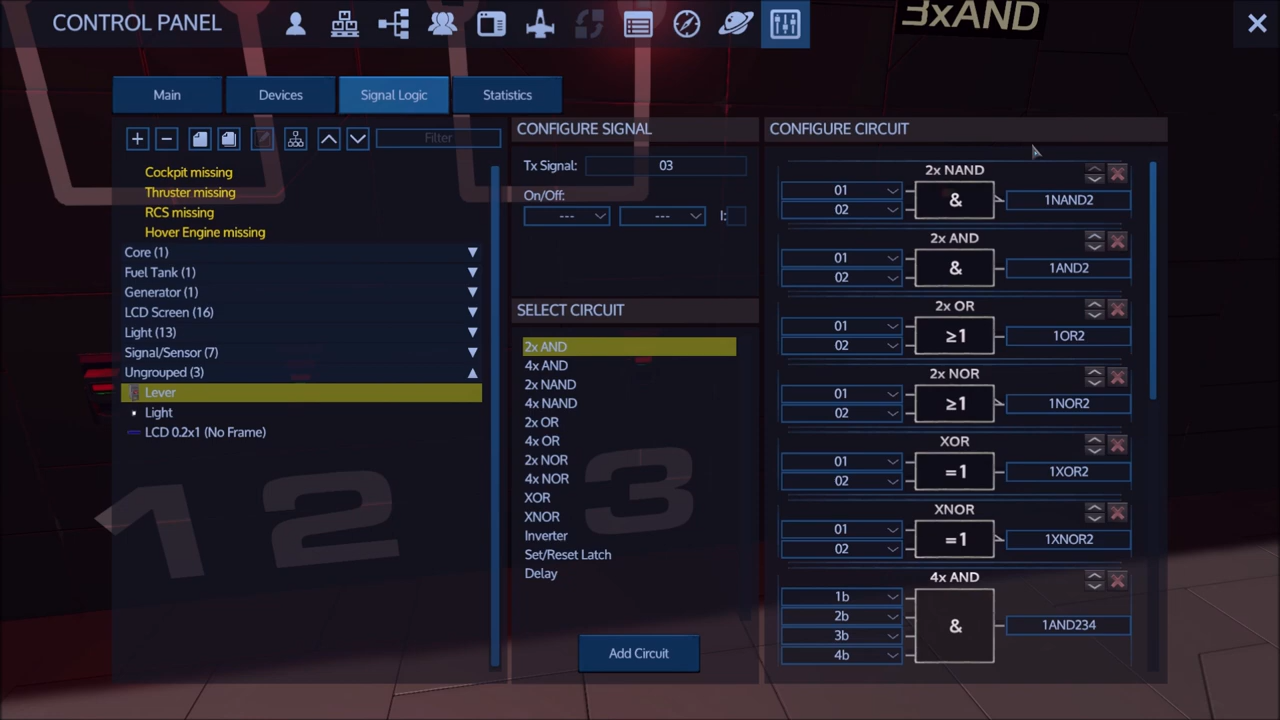 3xAND
CONTROL PANEL
Main
Devices
Signal Logic
Statistics
Filter
Cockpit missing
Thruster missing
RCS missing
Hover Engine missing
Core (1)
Fuel Tank (1)
Generator (1)
LCD Screen (16)
Light (13)
Signal/Sensor (7)
Ungrouped (3)
Lever
Light
LCD 0.2x1 (No Frame)
1 2 3
CONFIGURE SIGNAL
Tx Signal: 03
On/Off:
--- --- I:
SELECT CIRCUIT
2x AND
4x AND
2x NAND
4x NAND
2x OR
4x OR
2x NOR
4x NOR
XOR
XNOR
Inverter
Set/Reset Latch
Delay
Add Circuit
CONFIGURE CIRCUIT
2x NAND
01
02
&
1NAND2
2x AND
01
02
&
1AND2
2x OR
01
02
≥1
1OR2
2x NOR
01
02
≥1
1NOR2
XOR
01
02
=1
1XOR2
XNOR
01
02
=1
1XNOR2
4x AND
1b
2b
3b
4b
&
1AND234